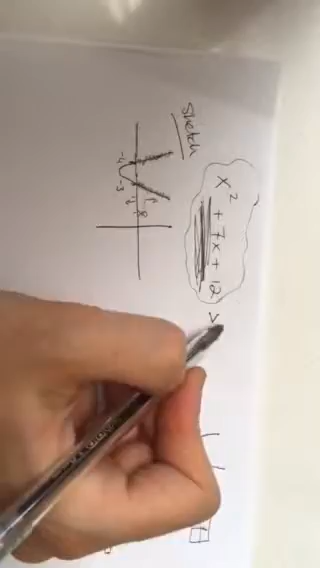 Sketch
x² + 7x + 12 >
-4 -3